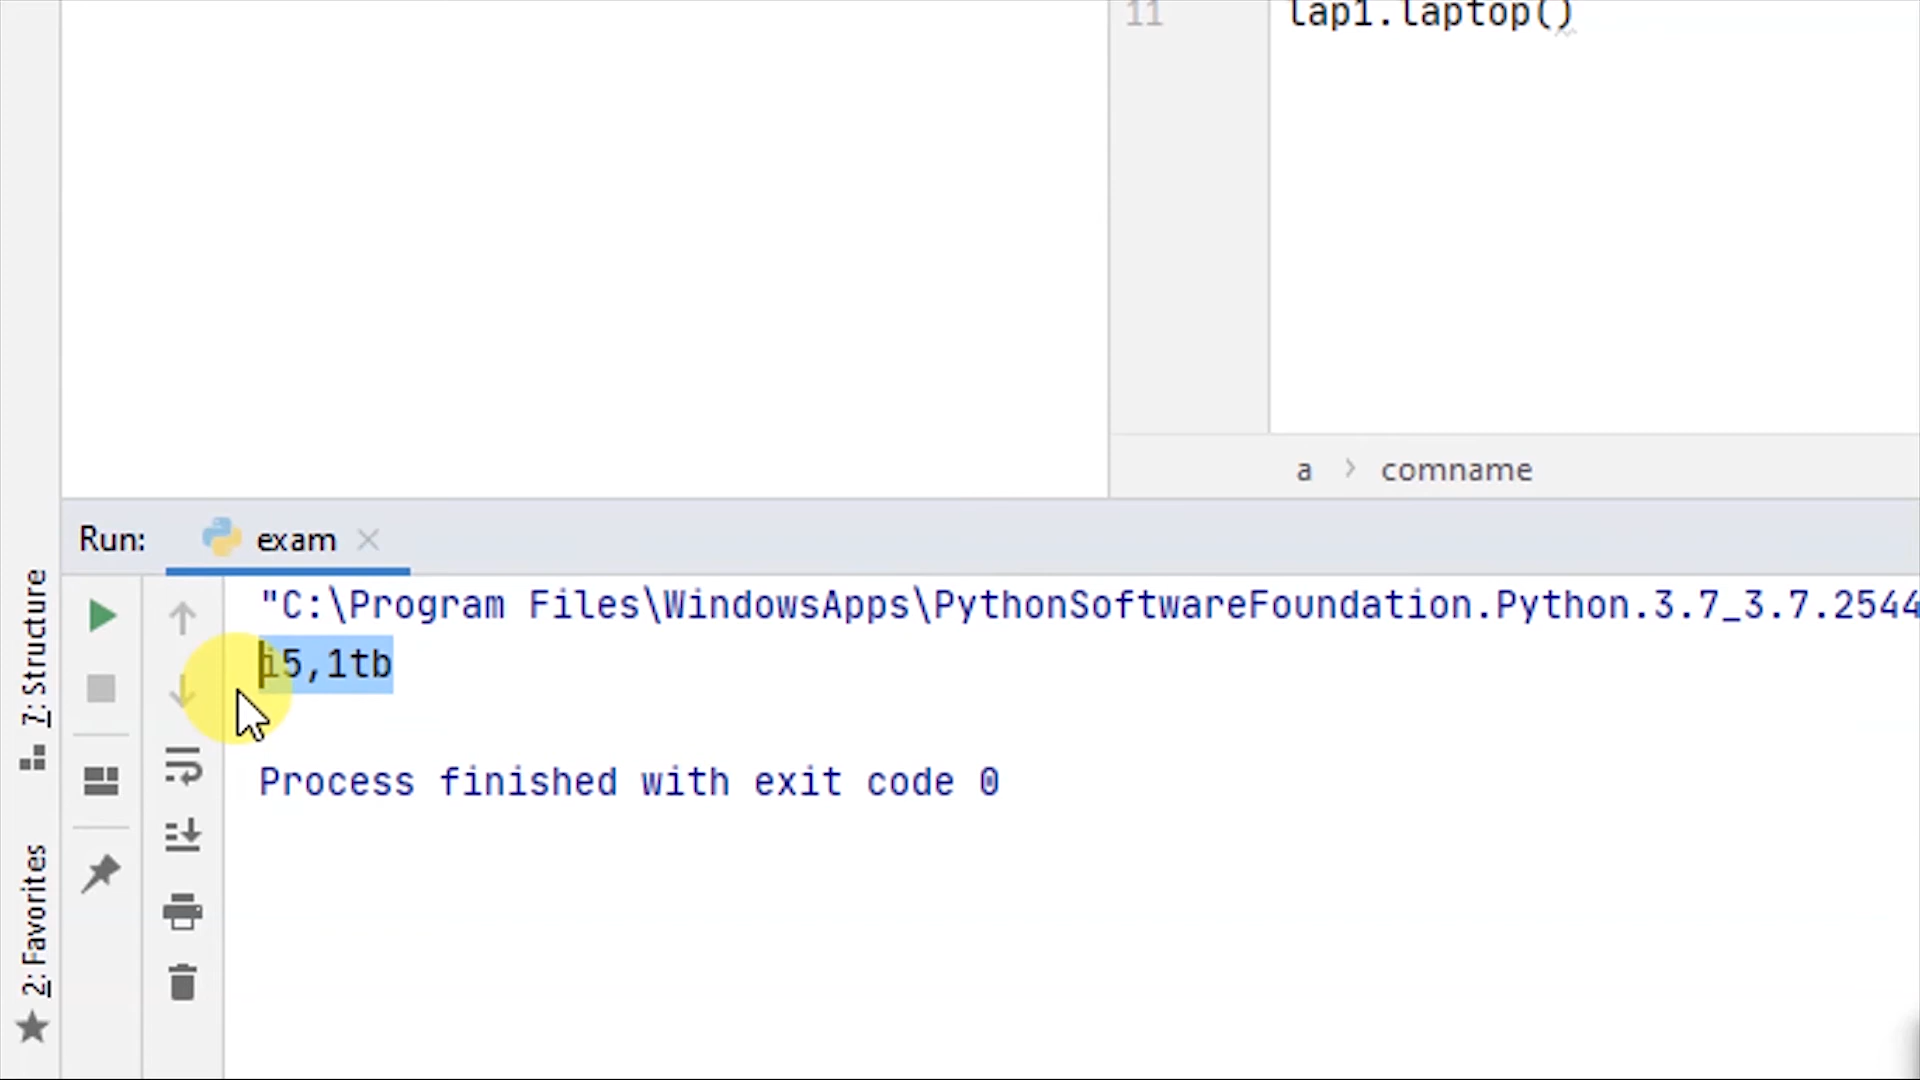 11 lap1.laptop()
a > comname
Run: exam
"C:\Program Files\WindowsApps\PythonSoftwareFoundation.Python.3.7_3.7.2544
i5,1tb
Process finished with exit code 0
7: Structure
2: Favorites